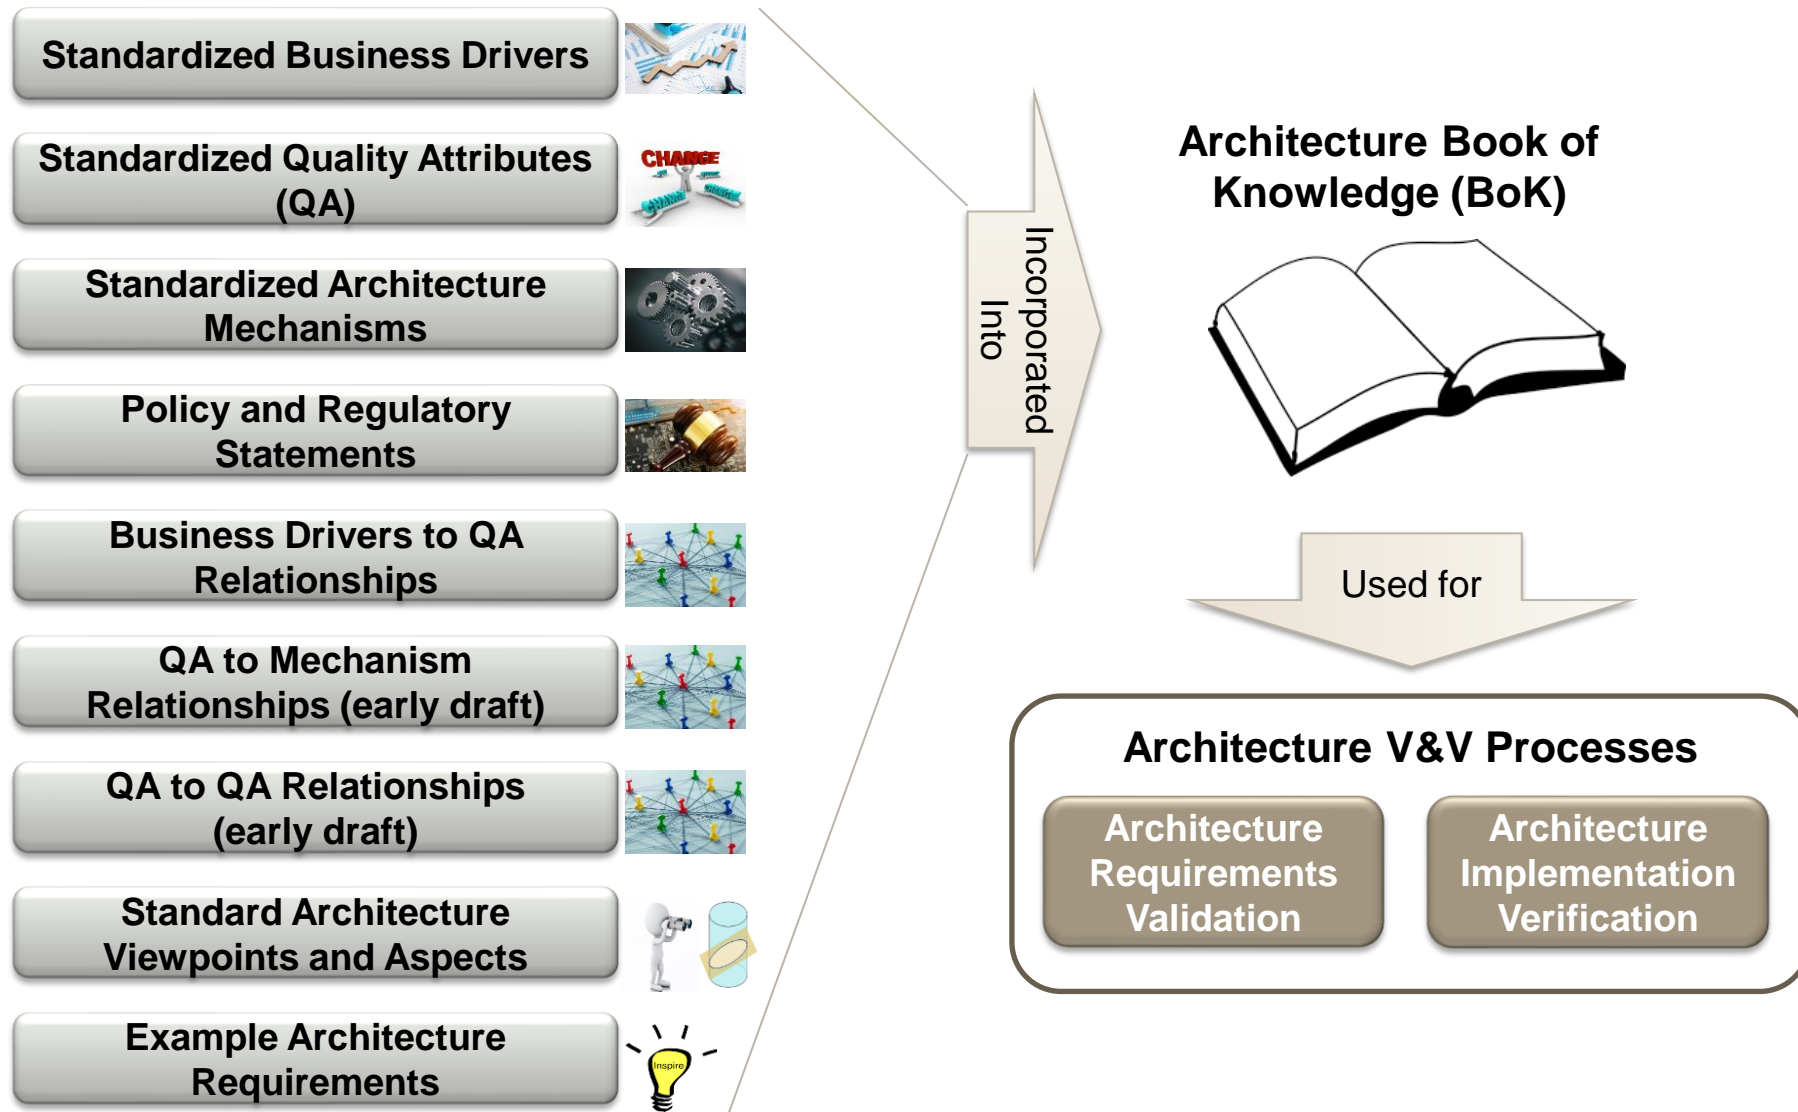 Standardized Business Drivers
Standardized Quality Attributes
(QA)
CHANGE
CHANGE
CHANGE
Standardized Architecture
Mechanisms
Policy and Regulatory
Statements
Business Drivers to QA
Relationships
QA to Mechanism
Relationships (early draft)
QA to QA Relationships
(early draft)
Standard Architecture
Viewpoints and Aspects
Example Architecture
Requirements
Inspire
Incorporated
Into
Architecture Book of
Knowledge (BoK)
Used for
Architecture V&V Processes
Architecture
Requirements
Validation
Architecture
Implementation
Verification